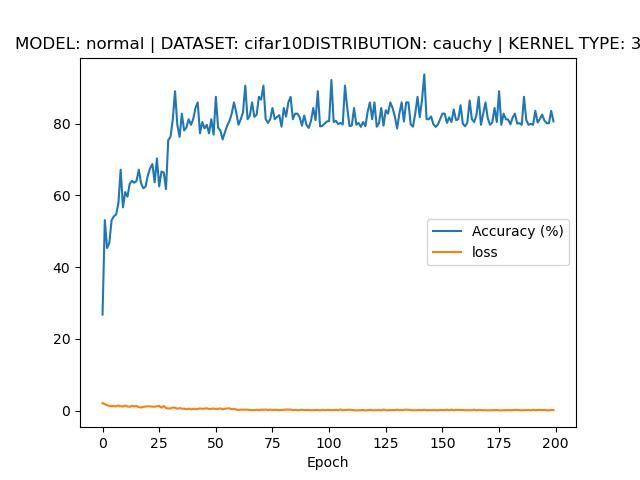 MODEL: normal | DATASET: cifar10DISTRIBUTION: cauchy | KERNEL TYPE: 3
80
60
40
20
0
Accuracy (%)
loss
0 25 50 75 100 125 150 175 200
Epoch